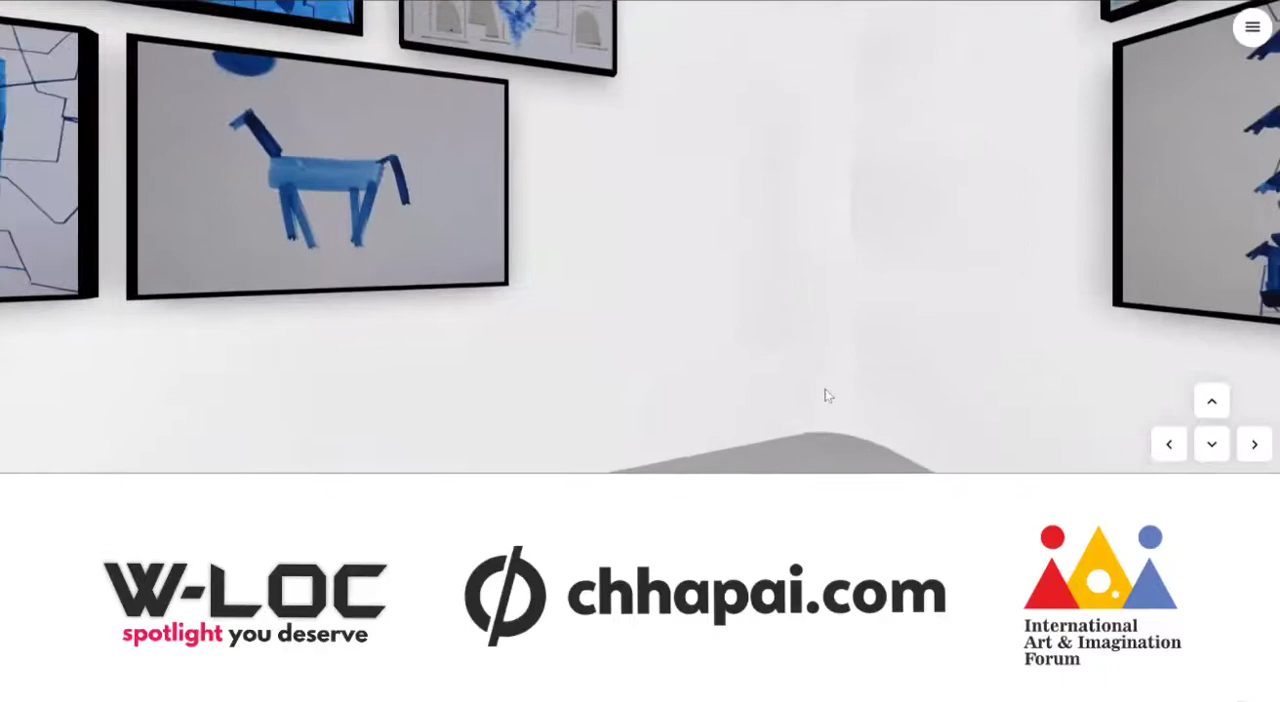 W-LOC
spotlight you deserve
chhapai.com
International
Art & Imagination
Forum